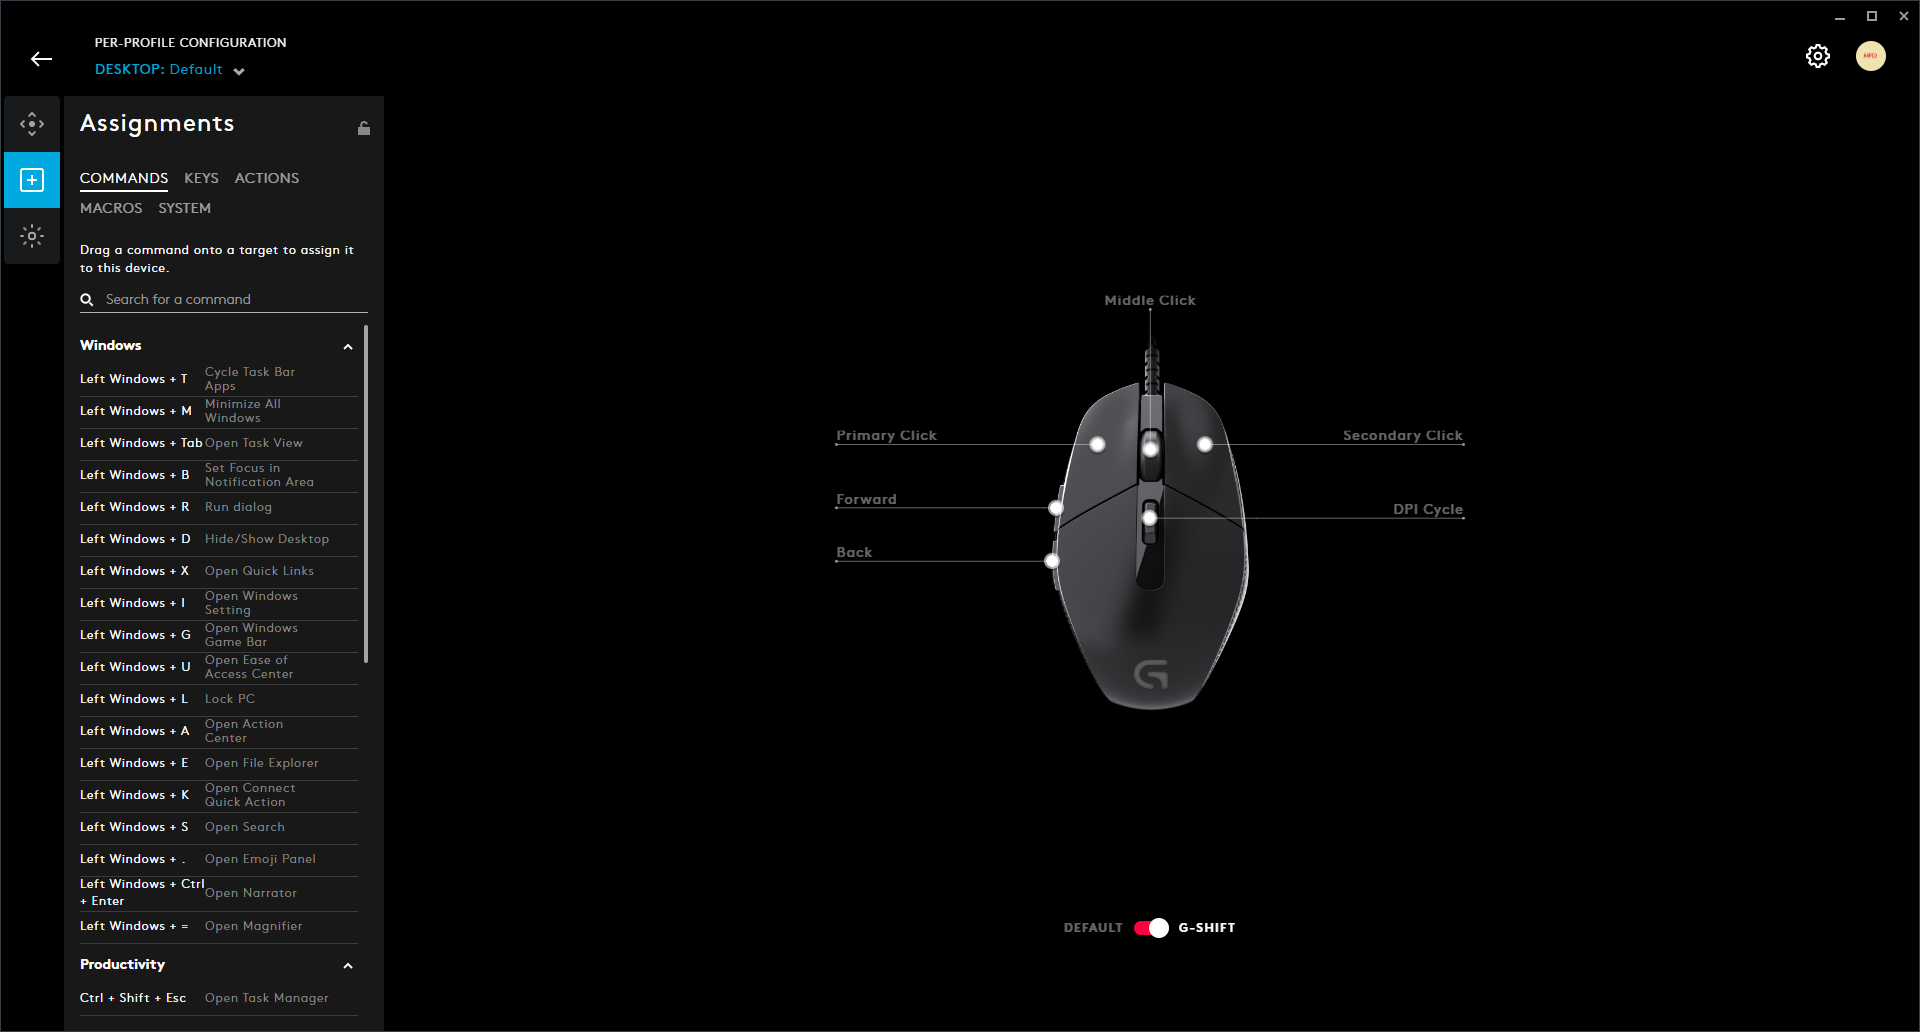 PER-PROFILE CONFIGURATION
DESKTOP: Default
Assignments
COMMANDS KEYS ACTIONS
MACROS SYSTEM
Drag a command onto a target to assign it
to this device.
Search for a command
Windows
Left Windows + T Cycle Task Bar
Apps
Left Windows + M Minimize All
Windows
Left Windows + Tab Open Task View
Left Windows + B Set Focus in
Notification Area
Left Windows + R Run dialog
Left Windows + D Hide/Show Desktop
Left Windows + X Open Quick Links
Left Windows + I Open Windows
Setting
Left Windows + G Open Windows
Game Bar
Left Windows + U Open Ease of
Access Center
Left Windows + L Lock PC
Left Windows + A Open Action
Center
Left Windows + E Open File Explorer
Left Windows + K Open Connect
Quick Action
Left Windows + S Open Search
Left Windows + . Open Emoji Panel
Left Windows + Ctrl
+ Enter Open Narrator
Left Windows + = Open Magnifier
Productivity
Ctrl + Shift + Esc Open Task Manager
Middle Click
Primary Click
Secondary Click
Forward
DPI Cycle
Back
DEFAULT G-SHIFT